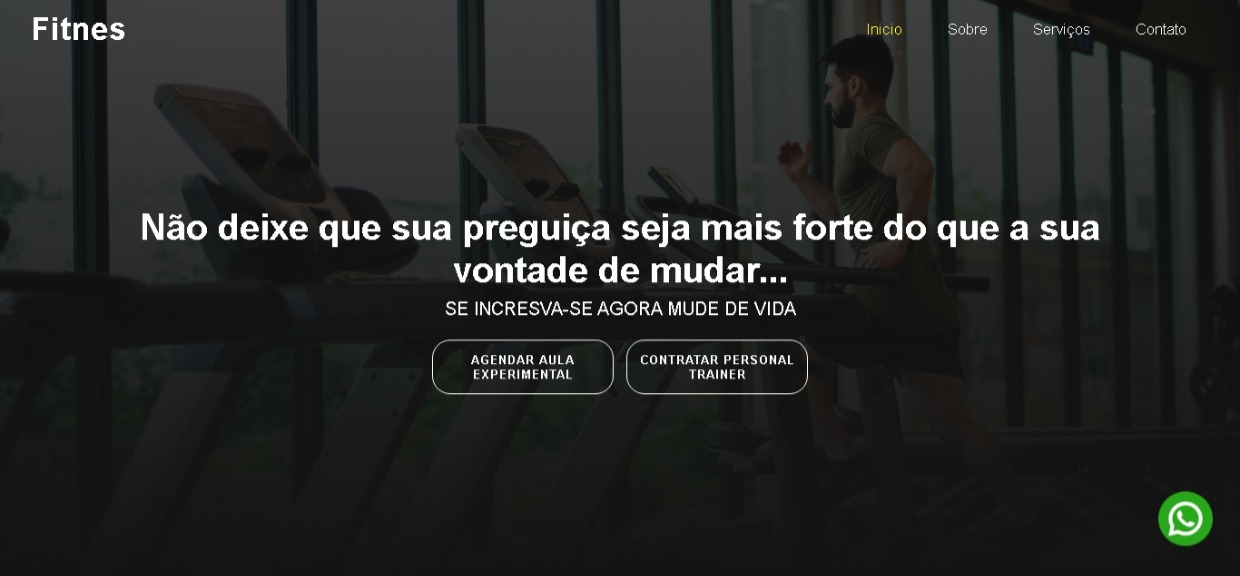 Fitnes
Inicio Sobre Serviços Contato
Não deixe que sua preguiça seja mais forte do que a sua
vontade de mudar...
SE INCRESVA-SE AGORA MUDE DE VIDA
AGENDAR AULA
EXPERIMENTAL
CONTRATAR PERSONAL
TRAINER